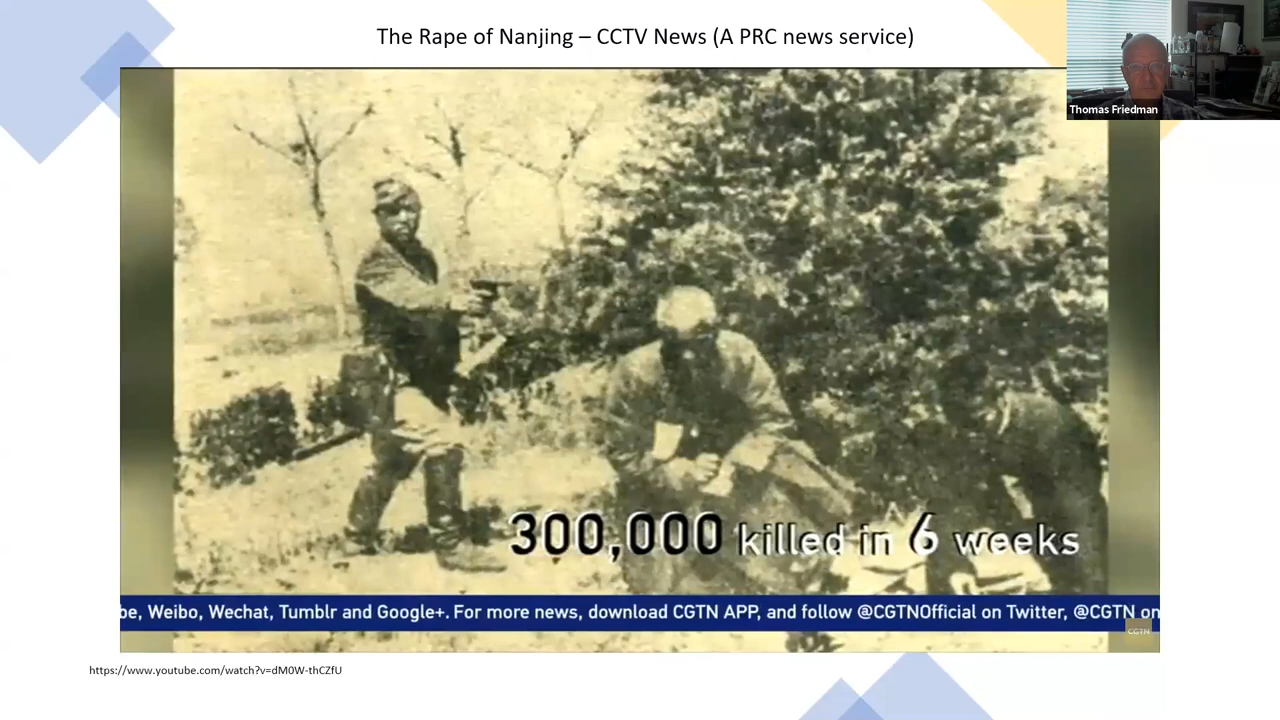 The Rape of Nanjing – CCTV News (A PRC news service)
Thomas Friedman
300,000 killed in 6 weeks
be, Weibo, Wechat, Tumblr and Google+. For more news, download CGTN APP, and follow @CGTNOfficial on Twitter, @CGTN on
CGTN
https://www.youtube.com/watch?v=dM0W-thCZfU